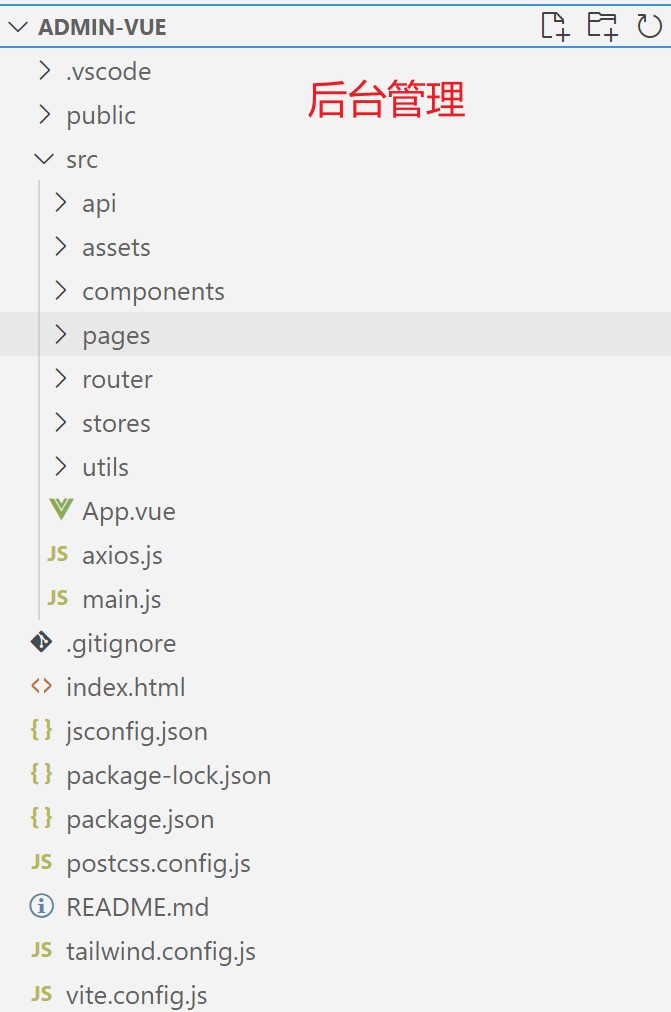 ADMIN-VUE
.vscode
后台管理
public
src
api
assets
components
pages
router
stores
utils
App.vue
JS axios.js
JS main.js
.gitignore
<> index.html
{} jsconfig.json
{} package-lock.json
{} package.json
JS postcss.config.js
README.md
JS tailwind.config.js
JS vite.config.js